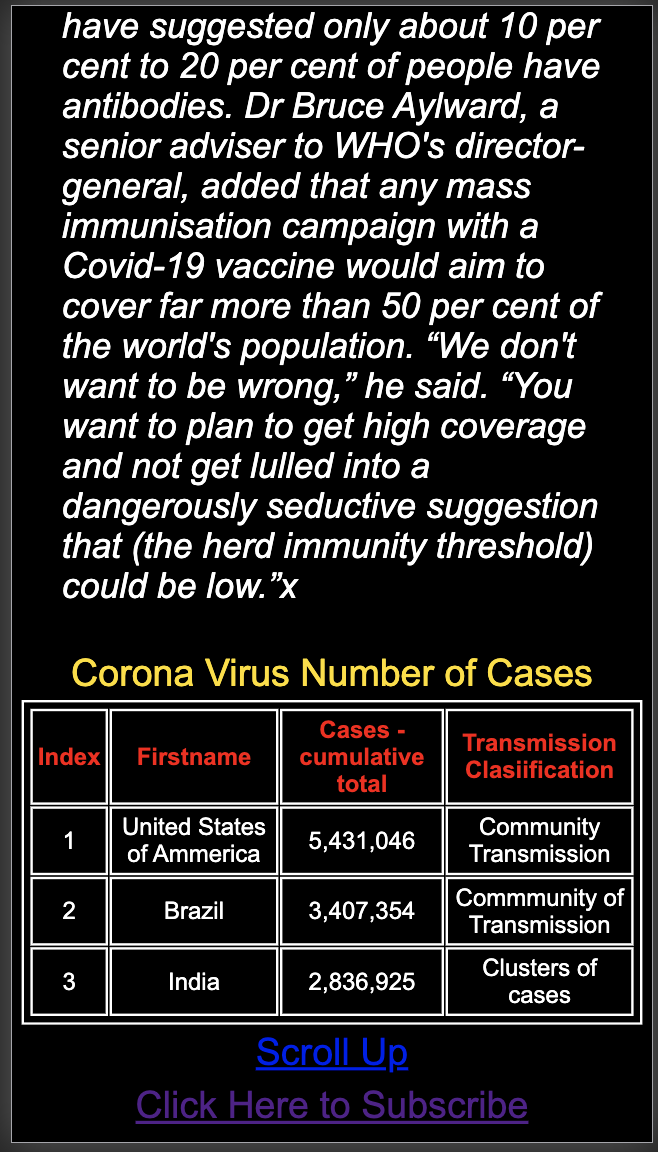 have suggested only about 10 per
cent to 20 per cent of people have
antibodies. Dr Bruce Aylward, a
senior adviser to WHO's director-
general, added that any mass
immunisation campaign with a
Covid-19 vaccine would aim to
cover far more than 50 per cent of
the world's population. “We don't
want to be wrong,” he said. “You
want to plan to get high coverage
and not get lulled into a
dangerously seductive suggestion
that (the herd immunity threshold)
could be low.”x
Corona Virus Number of Cases
Index Firstname Cases - cumulative total Transmission Clasiification
1 United States of Ammerica 5,431,046 Community Transmission
2 Brazil 3,407,354 Commmunity of Transmission
3 India 2,836,925 Clusters of cases
Scroll Up
Click Here to Subscribe